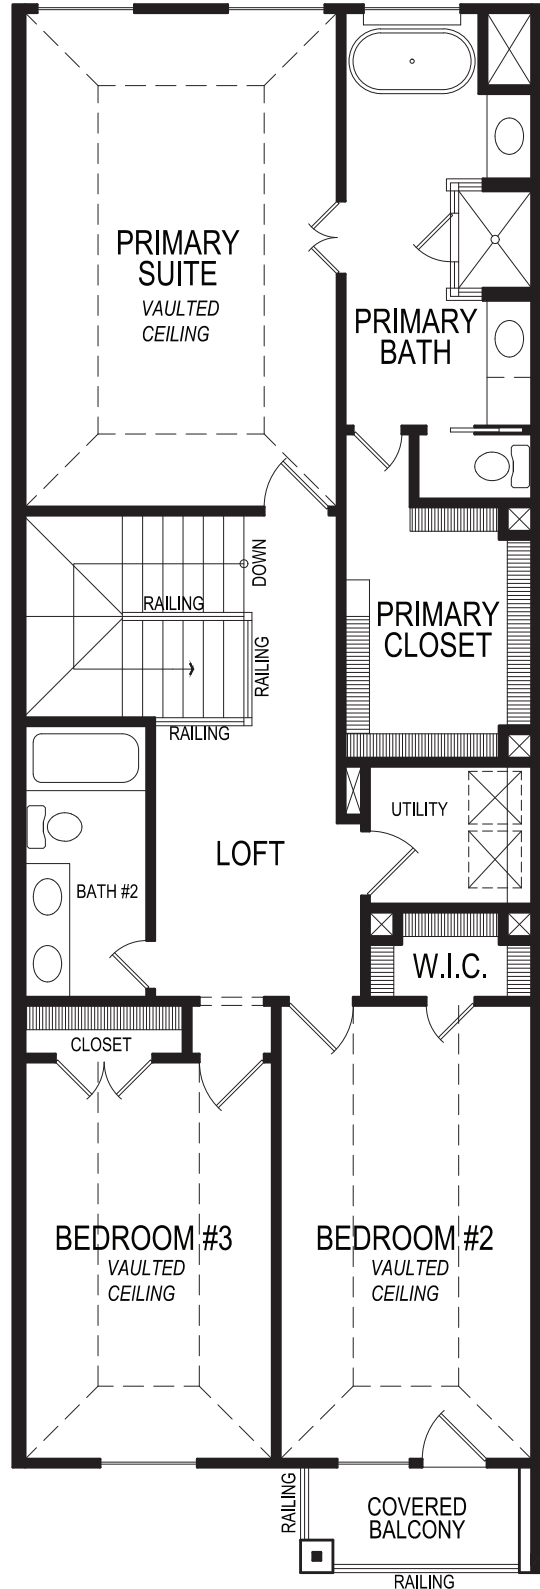 PRIMARY
SUITE
VAULTED
CEILING
PRIMARY
BATH
DOWN
RAILING
RAILING
RAILING
PRIMARY
CLOSET
UTILITY
LOFT
BATH #2
W.I.C.
CLOSET
BEDROOM #3
VAULTED
CEILING
BEDROOM #2
VAULTED
CEILING
RAILING
COVERED
BALCONY
RAILING